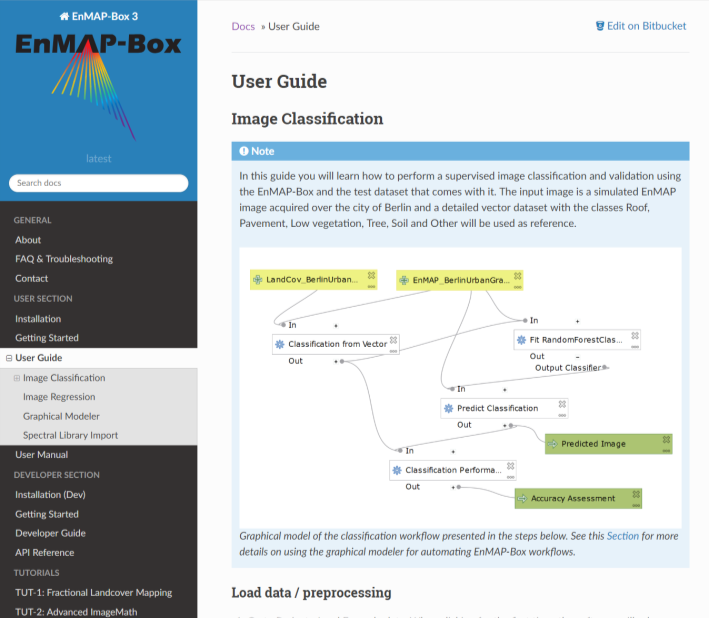 EnMAP-Box 3
EnMAP-Box
latest
Search docs
GENERAL
About
FAQ & Troubleshooting
Contact
USER SECTION
Installation
Getting Started
User Guide
Image Classification
Image Regression
Graphical Modeler
Spectral Library Import
User Manual
DEVELOPER SECTION
Installation (Dev)
Getting Started
Developer Guide
API Reference
TUTORIALS
TUT-1: Fractional Landcover Mapping
TUT-2: Advanced ImageMath
Docs » User Guide
Edit on Bitbucket
User Guide
Image Classification
Note
In this guide you will learn how to perform a supervised image classification and validation using
the EnMAP-Box and the test dataset that comes with it. The input image is a simulated EnMAP
image acquired over the city of Berlin and a detailed vector dataset with the classes Roof,
Pavement, Low vegetation, Tree, Soil and Other will be used as reference.
LandCov_BerlinUrban...
EnMAP_BerlinUrbanGra...
In +
Classification from Vector
Out +
In +
Fit RandomForestClas...
Out -
Output Classifier
In +
Predict Classification
Out +
Predicted Image
In +
Classification Performa...
Out +
Accuracy Assessment
Graphical model of the classification workflow presented in the steps below. See this Section for more
details on using the graphical modeler for automating EnMAP-Box workflows.
Load data / preprocessing